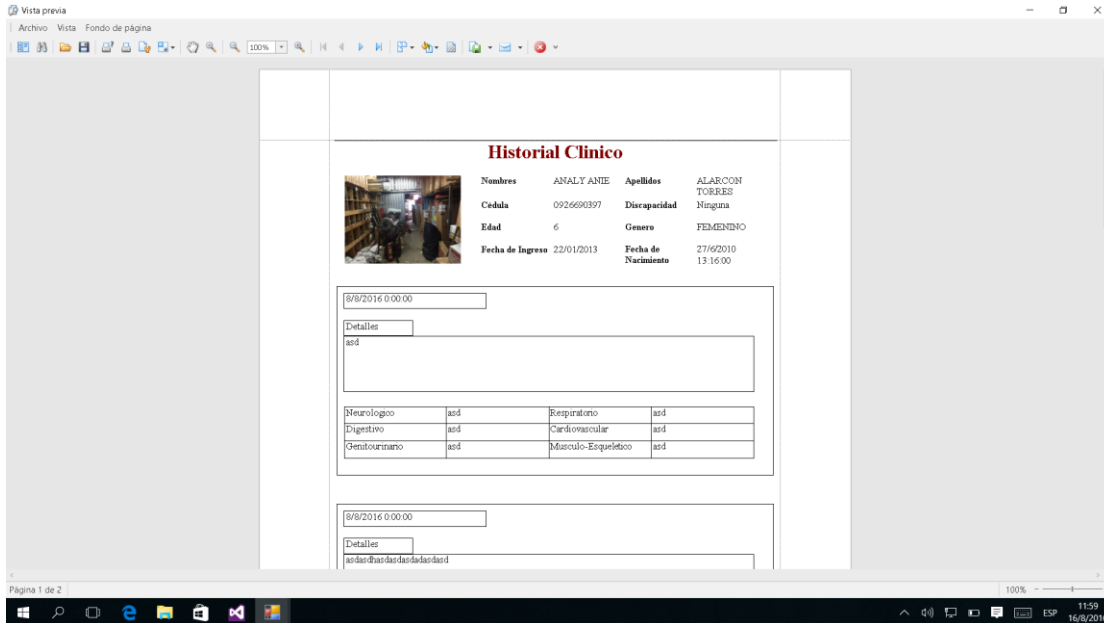 Vista previa
Archivo Vista Fondo de página
100%
Historial Clinico
Nombres ANALY ANIE Apellidos ALARCON TORRES
Cedula 0926690397 Discapacidad Ninguna
Edad 6 Genero FEMENINO
Fecha de Ingreso 22/01/2013 Fecha de Nacimiento 27/6/2010 13:16:00
8/8/2016 0:00:00
Detalles
asd
Neurologico asd Respiratorio asd
Digestivo asd Cardiovascular asd
Genitourinario asd Musculo-Esqueletico asd
8/8/2016 0:00:00
Detalles
Página 1 de 2 100%
ESP 11:59
16/8/201